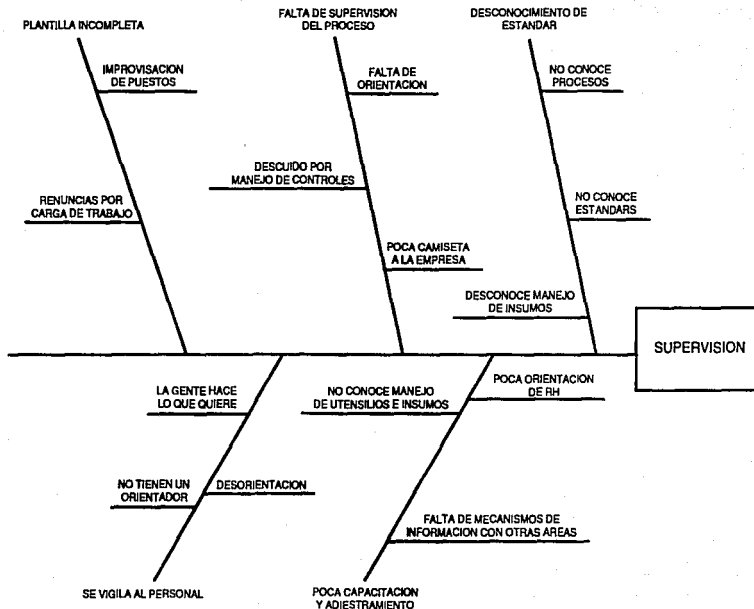 PLANTILLA INCOMPLETA
FALTA DE SUPERVISION
DEL PROCESO
DESCONOCIMIENTO DE
ESTANDAR
IMPROVISACION
DE PUESTOS
FALTA DE
ORIENTACION
NO CONOCE
PROCESOS
DESCUIDO POR
MANEJO DE CONTROLES
RENUNCIAS POR
CARGA DE TRABAJO
NO CONOCE
ESTANDARS
POCA CAMISETA
A LA EMPRESA
DESCONOCE MANEJO
DE INSUMOS
SUPERVISION
LA GENTE HACE
LO QUE QUIERE
NO CONOCE MANEJO
DE UTENSILIOS E INSUMOS
POCA ORIENTACION
DE RH
NO TIENEN UN
ORIENTADOR
DESORIENTACION
FALTA DE MECANISMOS DE
INFORMACION CON OTRAS AREAS
SE VIGILA AL PERSONAL
POCA CAPACITACION
Y ADIESTRAMIENTO